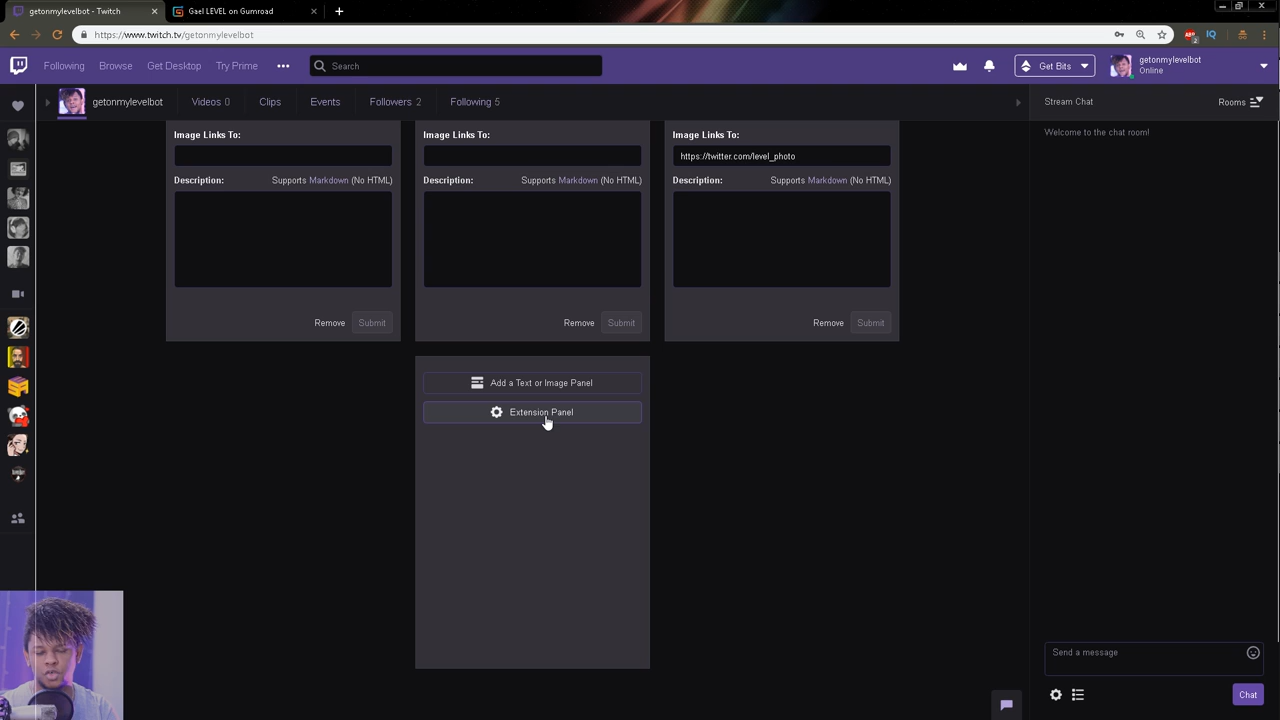 getonmylevelbot - Twitch
Gael LEVEL on Gumroad
https://www.twitch.tv/getonmylevelbot
Following
Browse
Get Desktop
Try Prime
Search
Get Bits
getonmylevelbot
Online
getonmylevelbot
Videos 0
Clips
Events
Followers 2
Following 5
Stream Chat
Rooms
Welcome to the chat room!
Image Links To:
Image Links To:
Image Links To:
https://twitter.com/level_photo
Description:
Supports Markdown (No HTML)
Description:
Supports Markdown (No HTML)
Description:
Supports Markdown (No HTML)
Remove
Submit
Remove
Submit
Remove
Submit
Add a Text or Image Panel
Extension Panel
Send a message
Chat